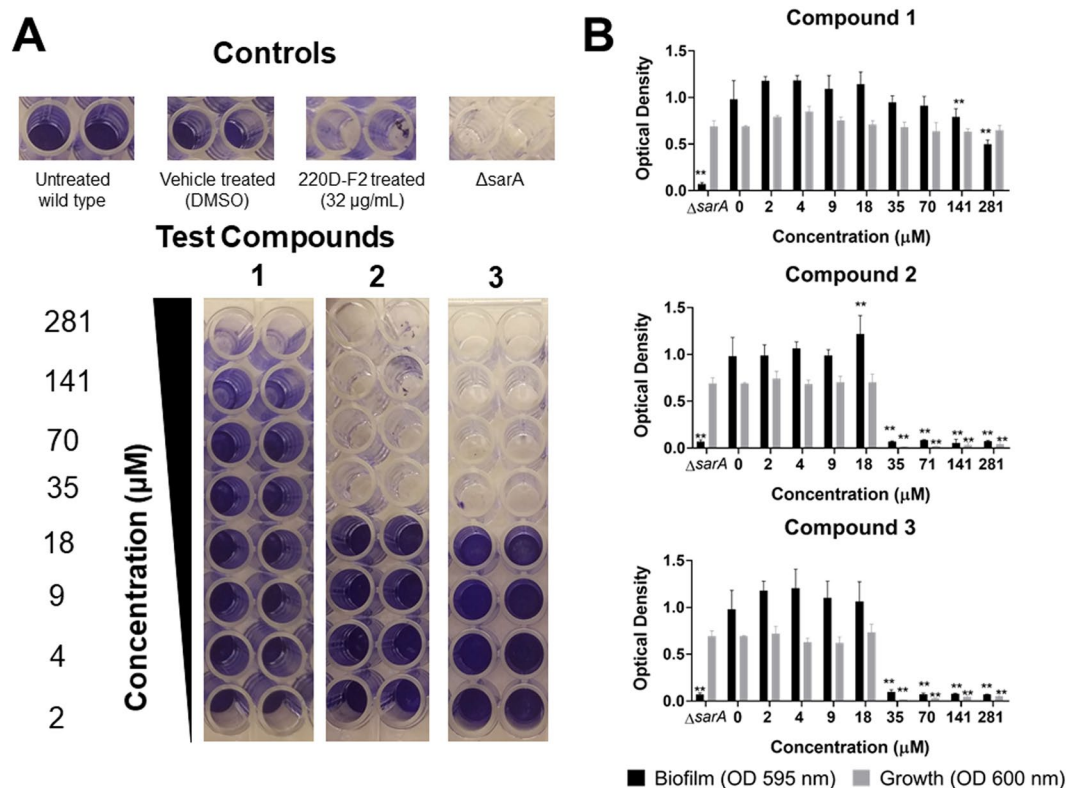 A
Controls
Untreated
wild type
Vehicle treated
(DMSO)
220D-F2 treated
(32 µg/mL)
ΔsarA
Test Compounds
1 2 3
Concentration (µM)
281
141
70
35
18
9
4
2
B
Compound 1
Optical Density
1.5
1.0
0.5
0.0
** ** **
ΔsarA 0 2 4 9 18 35 70 141 281
Concentration (µM)
Compound 2
Optical Density
1.5
1.0
0.5
0.0
** ** ** ** ** ** ** ** ** **
ΔsarA 0 2 4 9 18 35 71 141 281
Concentration (µM)
Compound 3
Optical Density
1.5
1.0
0.5
0.0
** ** ** ** ** ** ** ** **
ΔsarA 0 2 4 9 18 35 70 141 281
Concentration (µM)
Biofilm (OD 595 nm) Growth (OD 600 nm)